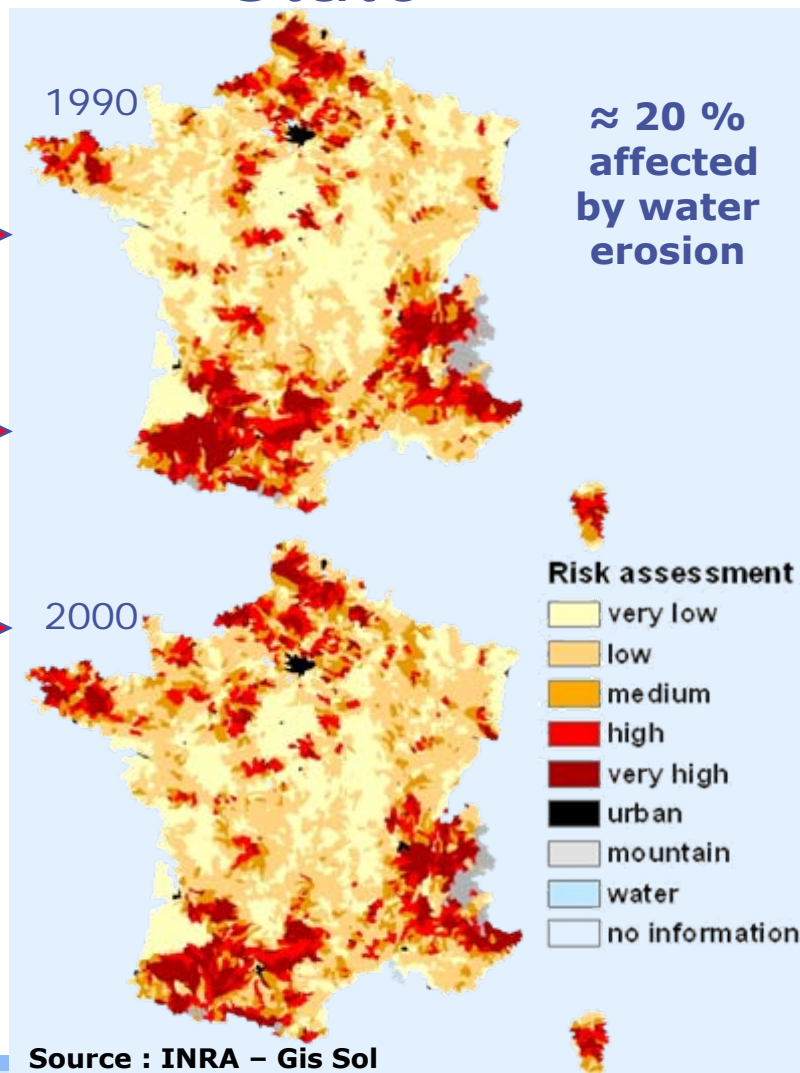 1990
≈ 20 %
affected
by water
erosion
2000
Risk assessment
very low
low
medium
high
very high
urban
mountain
water
no information
Source : INRA – Gis Sol